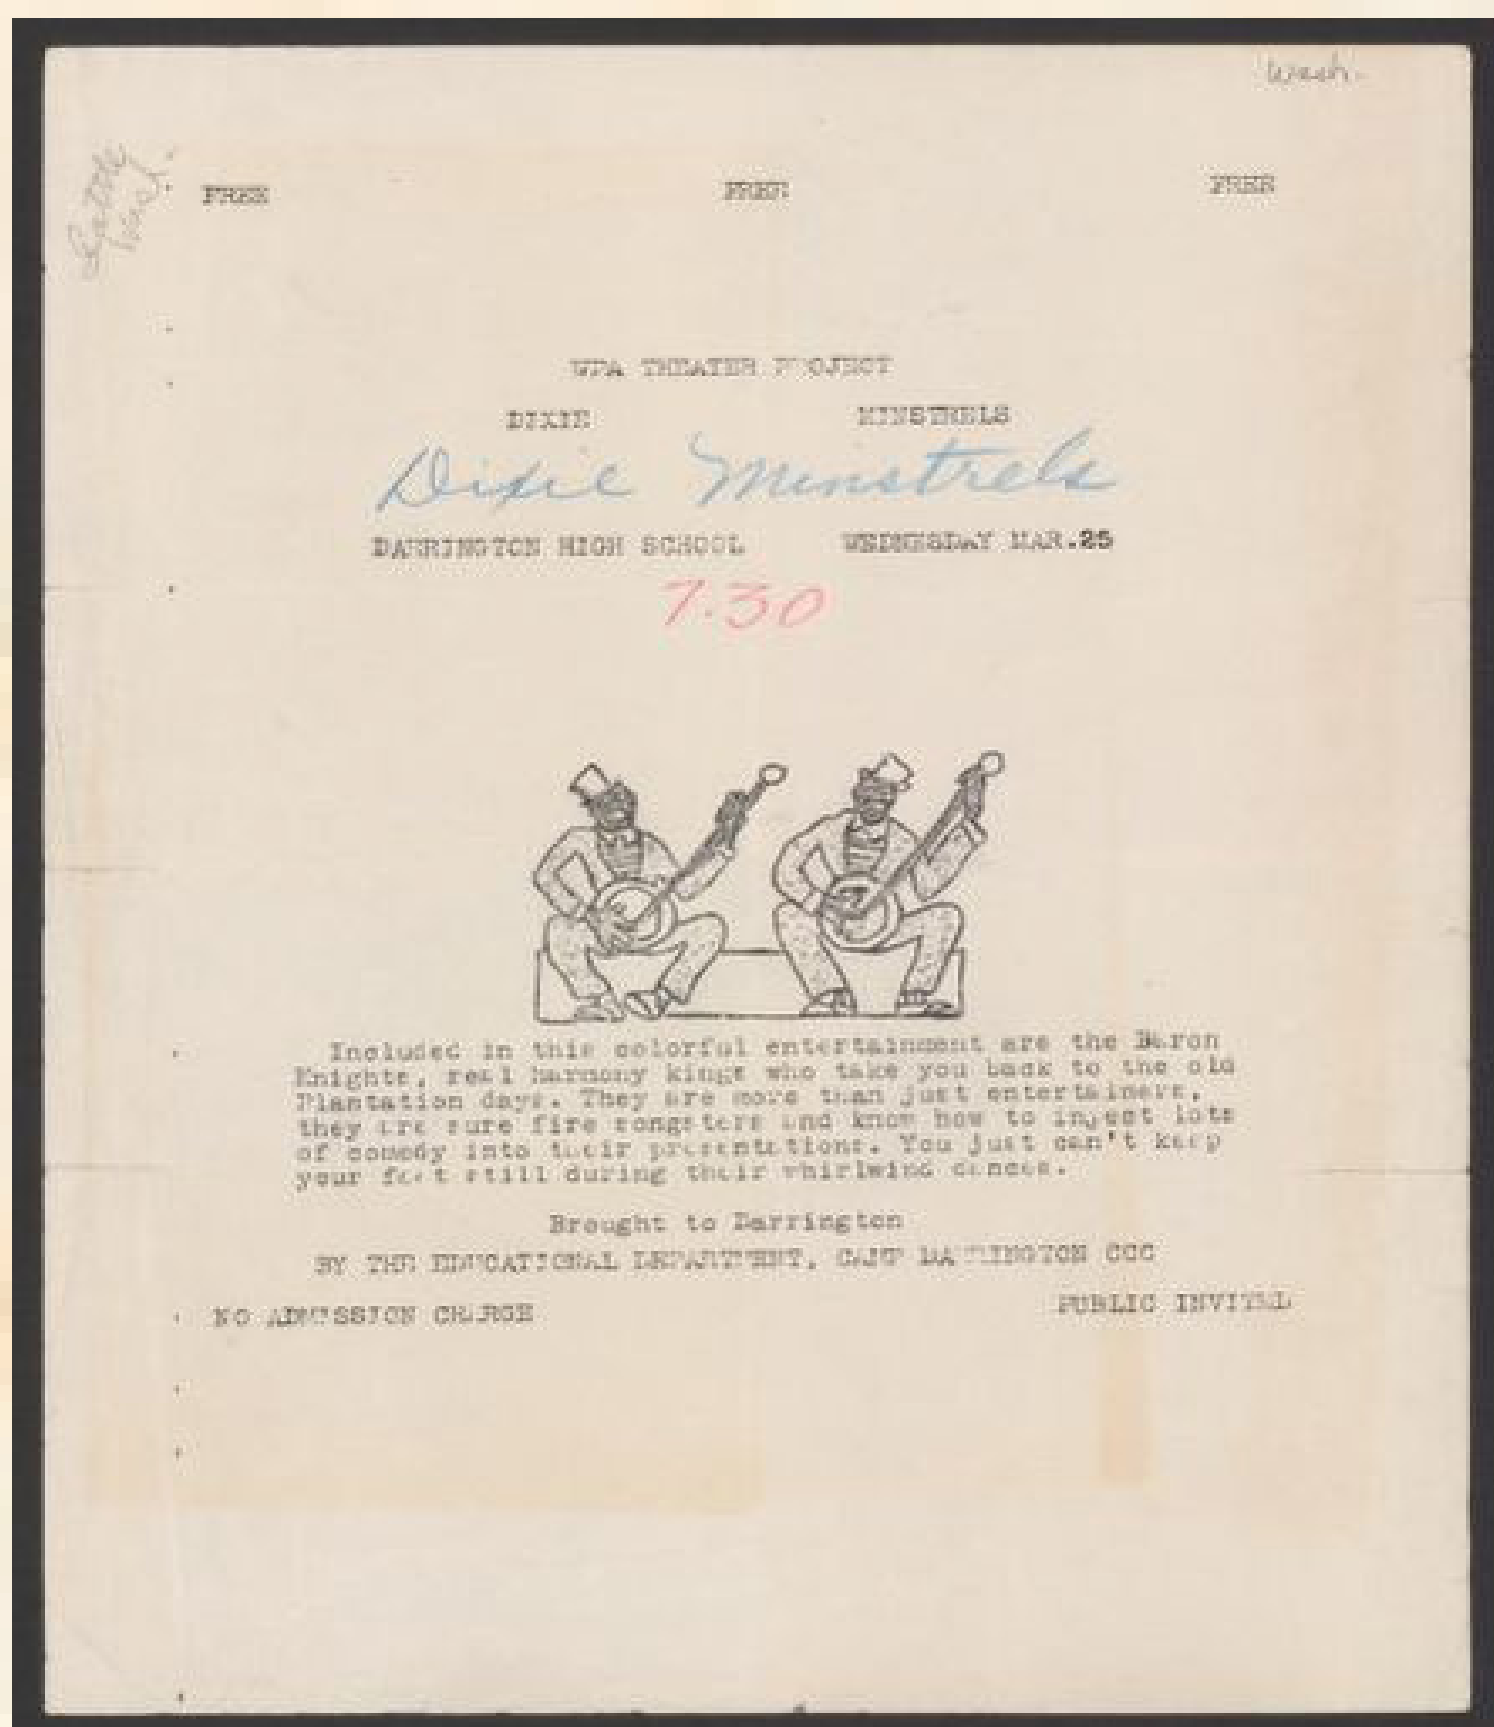 Wash.
FREE FREE FREE
WPA THEATER PROJECT
DIXIE MINSTRELS
Dixie Minstrels
DARRINGTON HIGH SCHOOL WEDNESDAY MAR.25
7.30
Included in this colorful entertainment are the Baron
Knights, real harmony kings who take you back to the old
Plantation days. They are more than just entertainers,
they are sure fire songsters and know how to inject lots
of comedy into their presentations. You just can't keep
your feet still during their whirlwind dances.
Brought to Darrington
BY THE EDUCATIONAL DEPARTMENT, CAMP DARRINGTON CCC
NO ADMISSION CHARGE PUBLIC INVITED